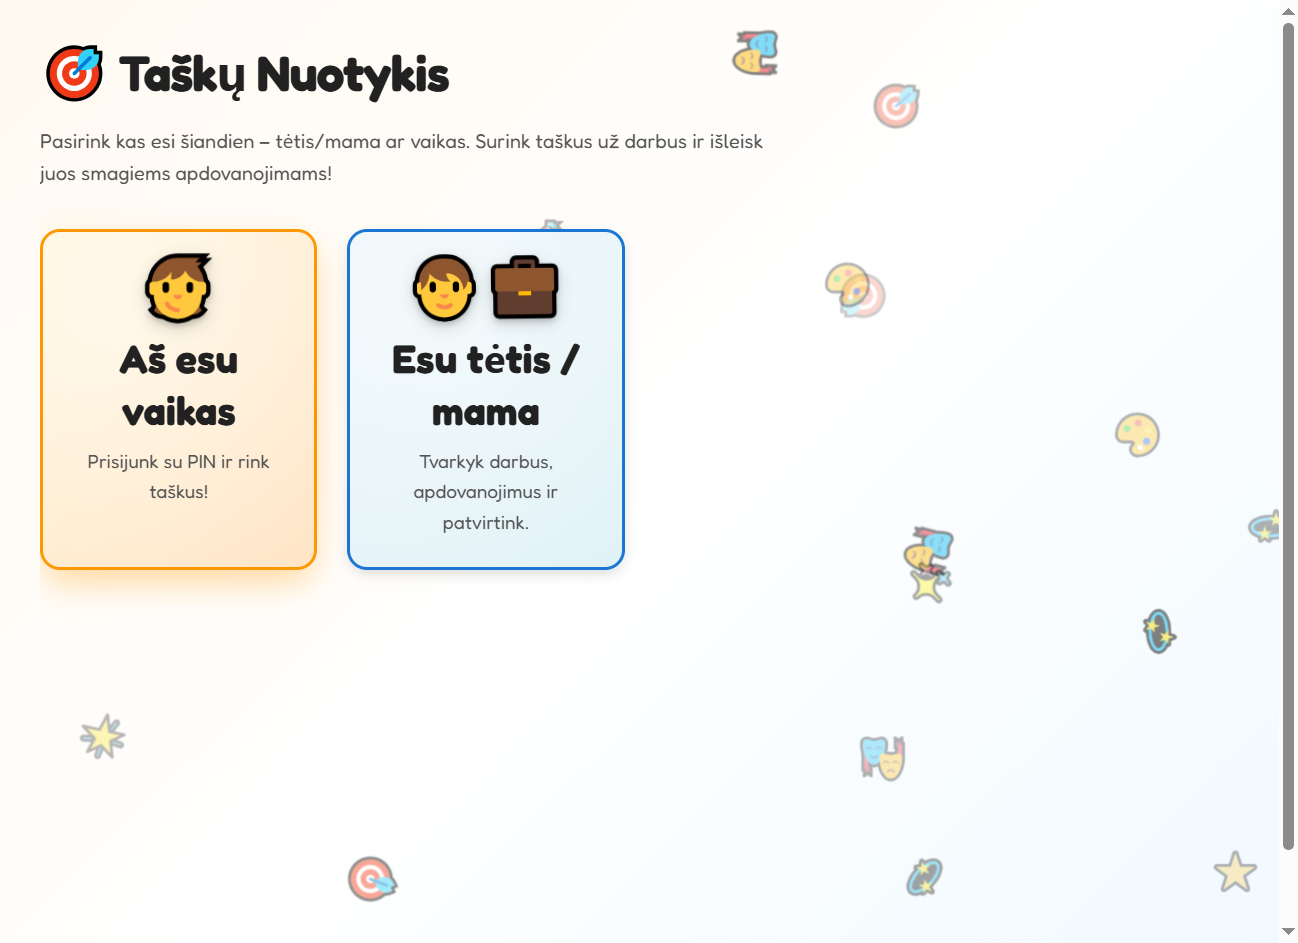 Taškų Nuotykis
Pasirink kas esi šiandien – tėtis/mama ar vaikas. Surink taškus už darbus ir išleisk
juos smagiems apdovanojimams!
Aš esu
vaikas
Prisijunk su PIN ir rink
taškus!
Esu tėtis /
mama
Tvarkyk darbus,
apdovanojimus ir
patvirtink.